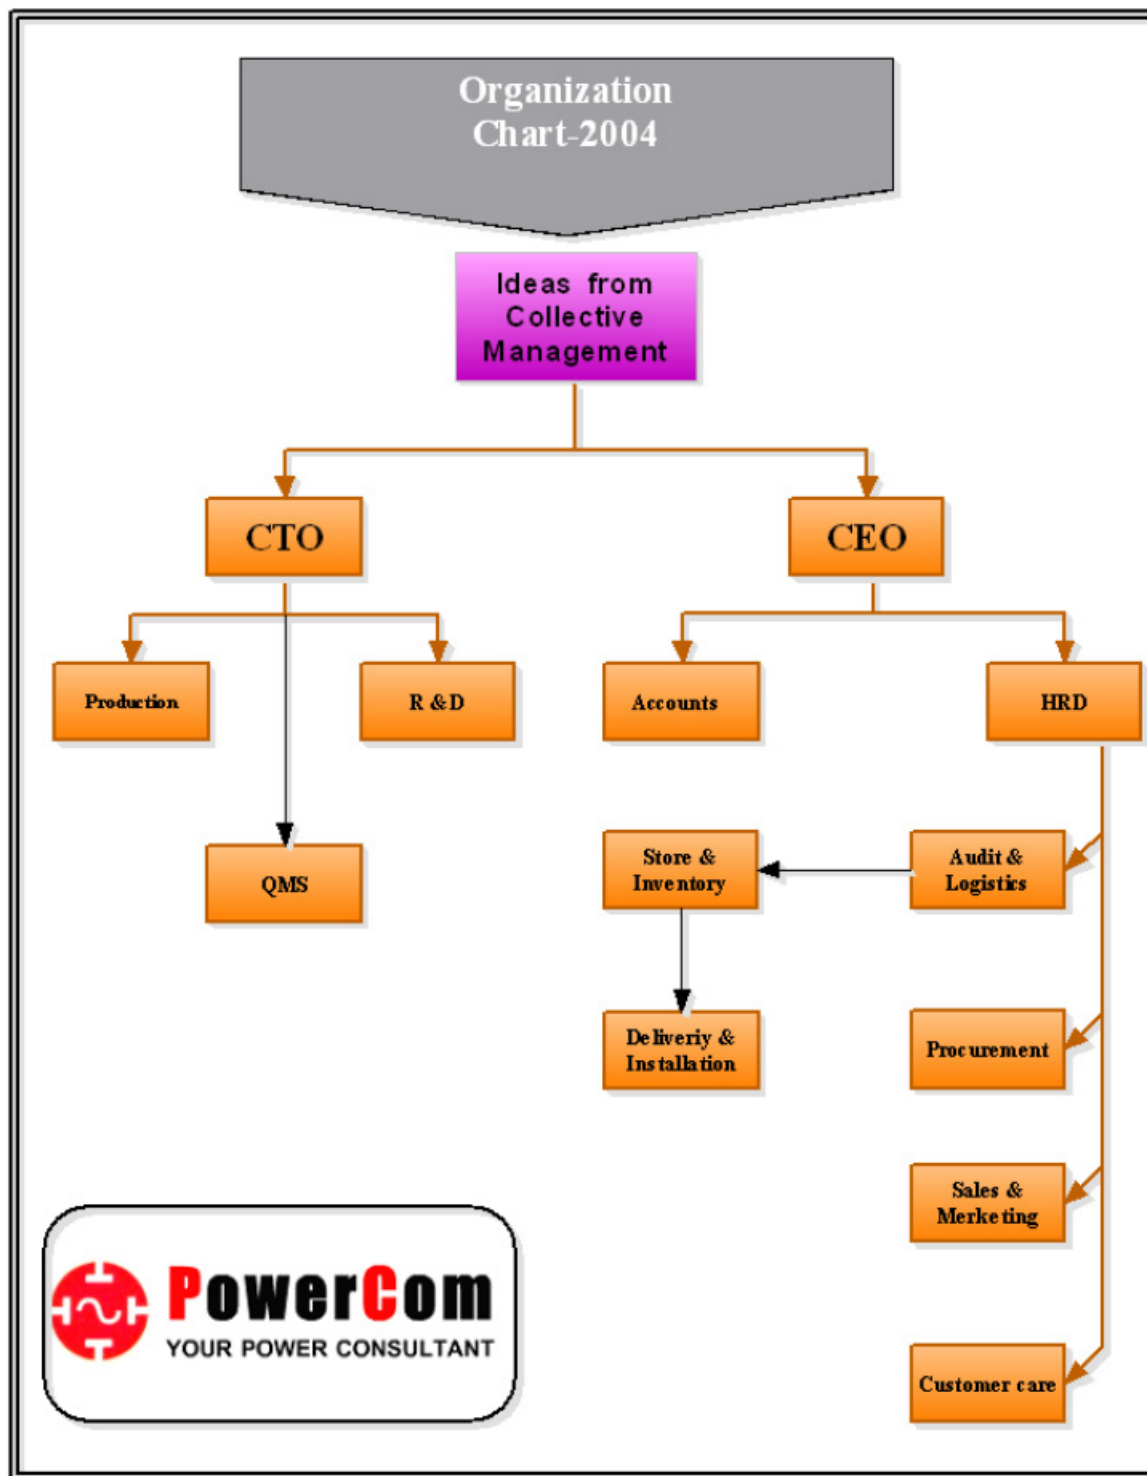 Organization
Chart-2004
Ideas from
Collective
Management
CTO
CEO
Production
R &D
Accounts
HRD
QMS
Store &
Inventory
Audit &
Logistics
Deliveriy &
Installation
Procurement
Sales &
Merketing
Customer care
PowerCom
YOUR POWER CONSULTANT